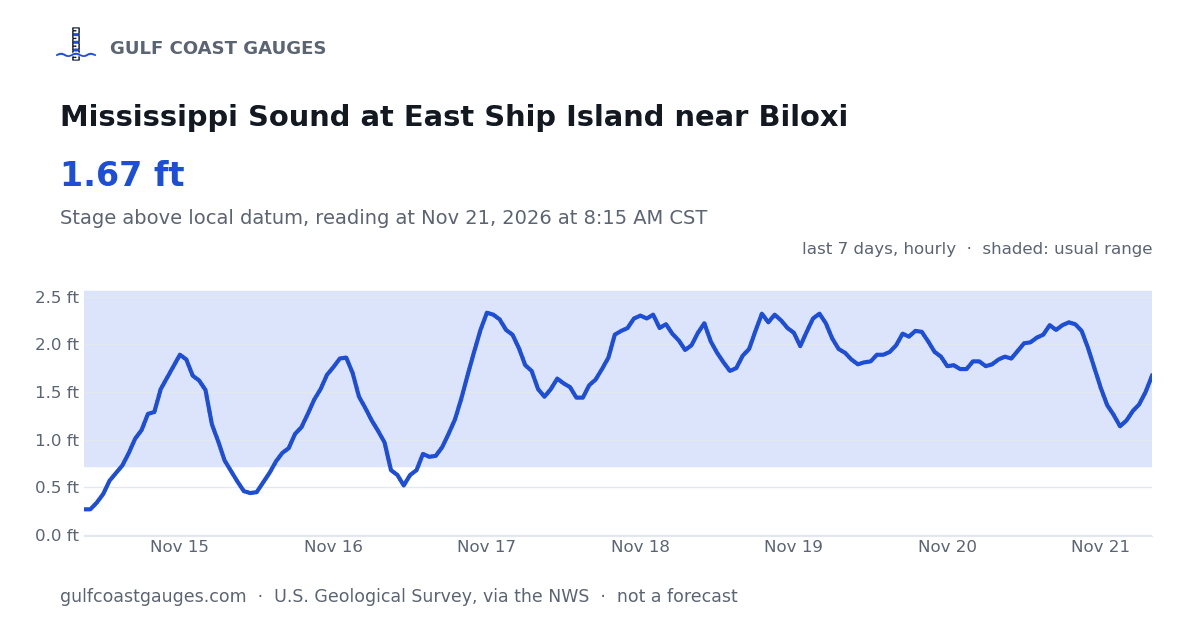 GULF COAST GAUGES
Mississippi Sound at East Ship Island near Biloxi
1.67 ft
Stage above local datum, reading at Nov 21, 2026 at 8:15 AM CST
last 7 days, hourly · shaded: usual range
2.5 ft
2.0 ft
1.5 ft
1.0 ft
0.5 ft
0.0 ft
Nov 15 Nov 16 Nov 17 Nov 18 Nov 19 Nov 20 Nov 21
gulfcoastgauges.com · U.S. Geological Survey, via the NWS · not a forecast